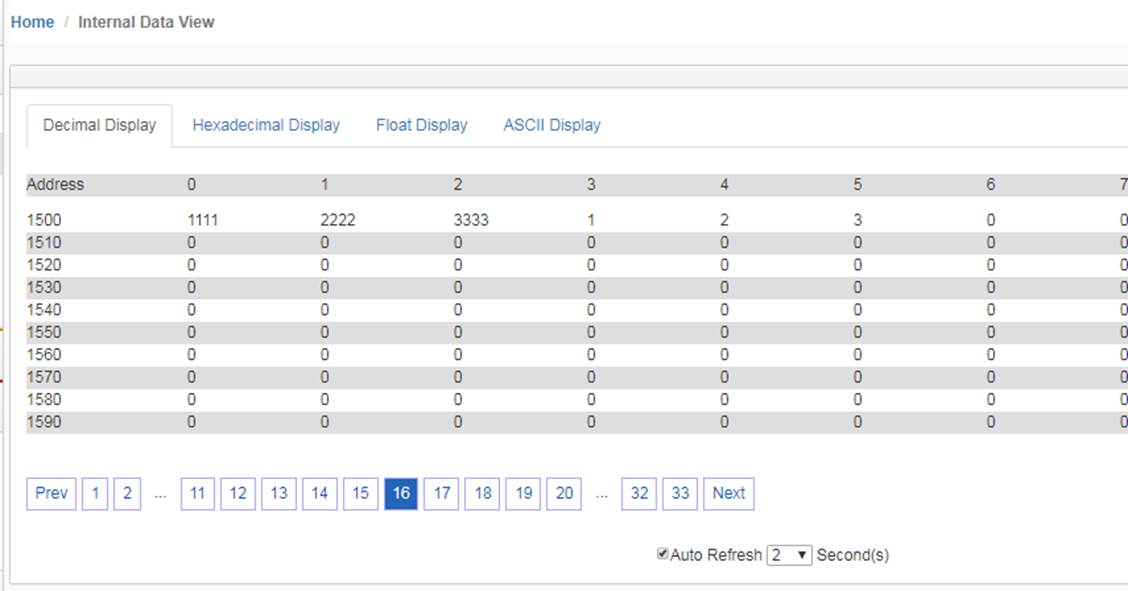 Home / Internal Data View
Decimal Display Hexadecimal Display Float Display ASCII Display
Address 0 1 2 3 4 5 6 7
1500 1111 2222 3333 1 2 3 0 0
1510 0 0 0 0 0 0 0 0
1520 0 0 0 0 0 0 0 0
1530 0 0 0 0 0 0 0 0
1540 0 0 0 0 0 0 0 0
1550 0 0 0 0 0 0 0 0
1560 0 0 0 0 0 0 0 0
1570 0 0 0 0 0 0 0 0
1580 0 0 0 0 0 0 0 0
1590 0 0 0 0 0 0 0 0
Prev 1 2 ... 11 12 13 14 15 16 17 18 19 20 ... 32 33 Next
Auto Refresh 2 Second(s)